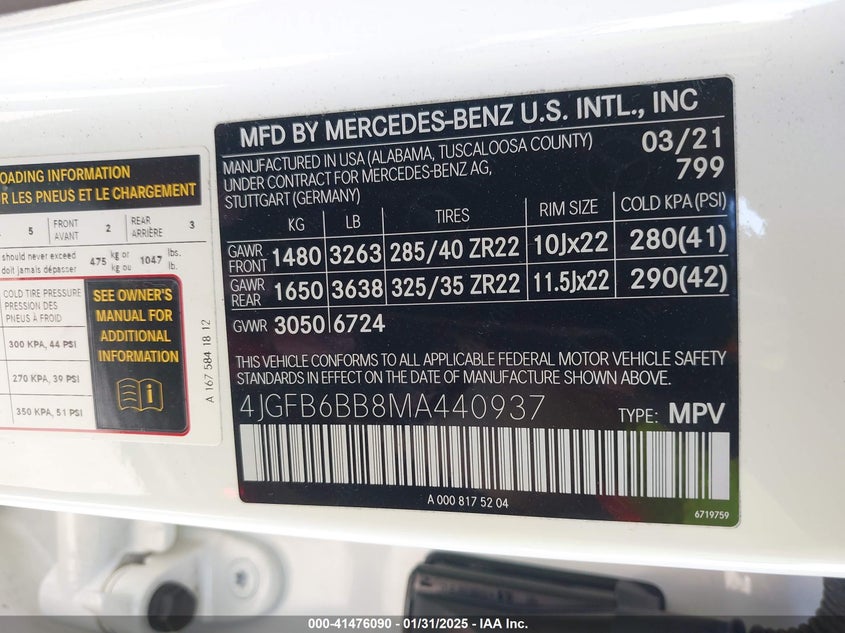 OADING INFORMATION
R LES PNEUS ET LE CHARGEMENT
5 FRONT AVANT 2 REAR ARRIÈRE 3
should never exceed
doit jamais dépasser 475 kg or kg ou 1047 lbs. lb.
COLD TIRE PRESSURE
PRESSION DES
PNEUS À FROID
300 KPA, 44 PSI
270 KPA, 39 PSI
350 KPA, 51 PSI
SEE OWNER'S
MANUAL FOR
ADDITIONAL
INFORMATION
A 167 584 18 12
MFD BY MERCEDES-BENZ U.S. INTL., INC
MANUFACTURED IN USA (ALABAMA, TUSCALOOSA COUNTY) 03/21
UNDER CONTRACT FOR MERCEDES-BENZ AG, 799
STUTTGART (GERMANY)
KG LB TIRES RIM SIZE COLD KPA (PSI)
GAWR FRONT 1480 3263 285/40 ZR22 10Jx22 280(41)
GAWR REAR 1650 3638 325/35 ZR22 11.5Jx22 290(42)
GVWR 3050 6724
THIS VEHICLE CONFORMS TO ALL APPLICABLE FEDERAL MOTOR VEHICLE SAFETY
STANDARDS IN EFFECT ON THE DATE OF MANUFACTURE SHOWN ABOVE.
4JGFB6BB8MA440937 TYPE: MPV
A 000 817 52 04
6719759
000-41476090 - 01/31/2025 - IAA Inc.